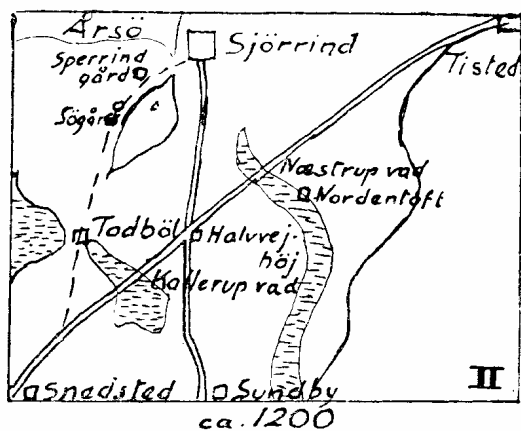 Årsö
Sjörrind
Sperrind
gård
Tisted
Sögård
Næstrup vad
Nordentoft
Todböl
Halvvej-
höj
Kallerup vad
II
Snedsted
Sundby
ca. 1200